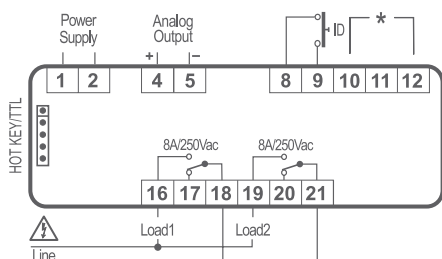 Power Supply
Analog Output
ID
*
+ −
1 2 4 5 8 9 10 11 12
HOT KEY/TTL
8A/250Vac 8A/250Vac
16 17 18 19 20 21
Load1 Load2
Line